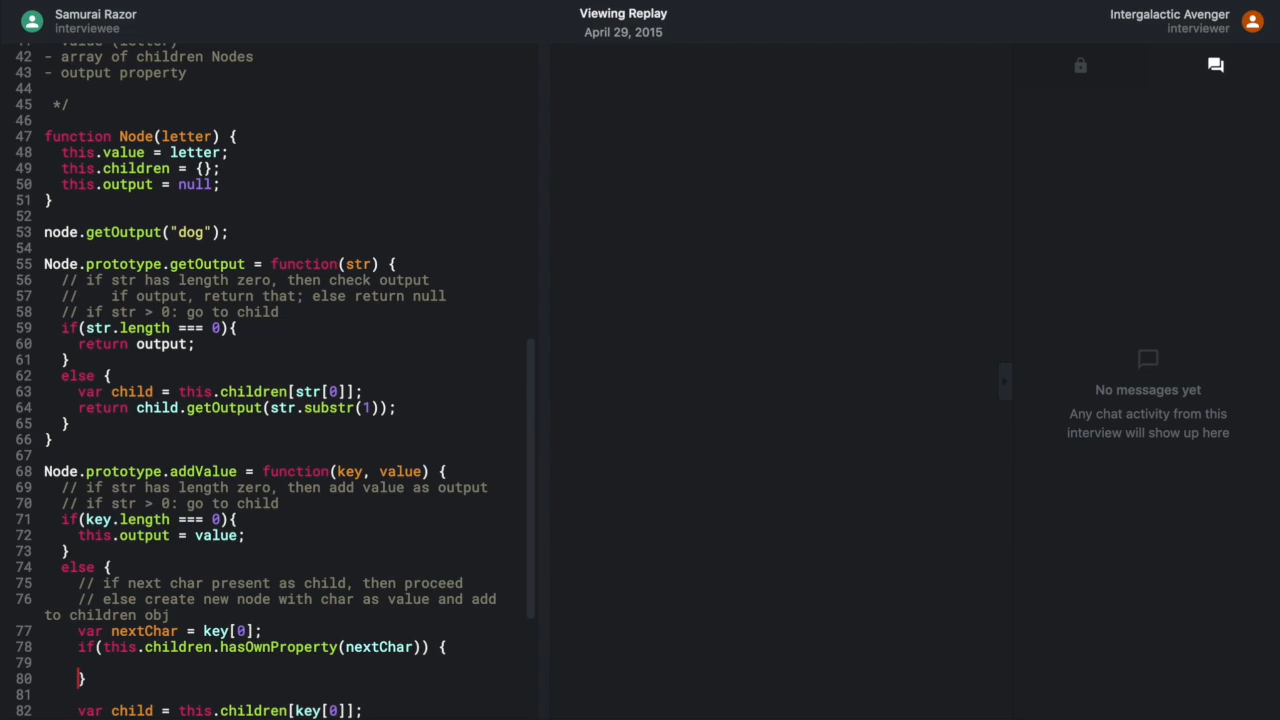 Samurai Razor
interviewee
Viewing Replay
April 29, 2015
Intergalactic Avenger
interviewer
41 - value (letter)
42 - array of children Nodes
43 - output property
44
45  */
46
47 function Node(letter) {
48   this.value = letter;
49   this.children = {};
50   this.output = null;
51 }
52
53 node.getOutput("dog");
54
55 Node.prototype.getOutput = function(str) {
56   // if str has length zero, then check output
57   //    if output, return that; else return null
58   // if str > 0: go to child
59   if(str.length === 0){
60     return output;
61   }
62   else {
63     var child = this.children[str[0]];
64     return child.getOutput(str.substr(1));
65   }
66 }
67
68 Node.prototype.addValue = function(key, value) {
69   // if str has length zero, then add value as output
70   // if str > 0: go to child
71   if(key.length === 0){
72     this.output = value;
73   }
74   else {
75     // if next char present as child, then proceed
76     // else create new node with char as value and add
to children obj
77     var nextChar = key[0];
78     if(this.children.hasOwnProperty(nextChar)) {
79
80     }
81
82     var child = this.children[key[0]];
No messages yet
Any chat activity from this
interview will show up here